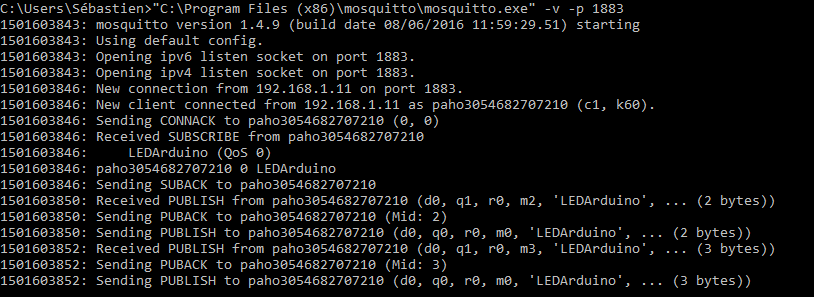 C:\Users\Sébastien>"C:\Program Files (x86)\mosquitto\mosquitto.exe" -v -p 1883
1501603843: mosquitto version 1.4.9 (build date 08/06/2016 11:59:29.51) starting
1501603843: Using default config.
1501603843: Opening ipv6 listen socket on port 1883.
1501603843: Opening ipv4 listen socket on port 1883.
1501603846: New connection from 192.168.1.11 on port 1883.
1501603846: New client connected from 192.168.1.11 as paho3054682707210 (c1, k60).
1501603846: Sending CONNACK to paho3054682707210 (0, 0)
1501603846: Received SUBSCRIBE from paho3054682707210
1501603846:     LEDArduino (QoS 0)
1501603846: paho3054682707210 0 LEDArduino
1501603846: Sending SUBACK to paho3054682707210
1501603850: Received PUBLISH from paho3054682707210 (d0, q1, r0, m2, 'LEDArduino', ... (2 bytes))
1501603850: Sending PUBACK to paho3054682707210 (Mid: 2)
1501603850: Sending PUBLISH to paho3054682707210 (d0, q0, r0, m0, 'LEDArduino', ... (2 bytes))
1501603852: Received PUBLISH from paho3054682707210 (d0, q1, r0, m3, 'LEDArduino', ... (3 bytes))
1501603852: Sending PUBACK to paho3054682707210 (Mid: 3)
1501603852: Sending PUBLISH to paho3054682707210 (d0, q0, r0, m0, 'LEDArduino', ... (3 bytes))